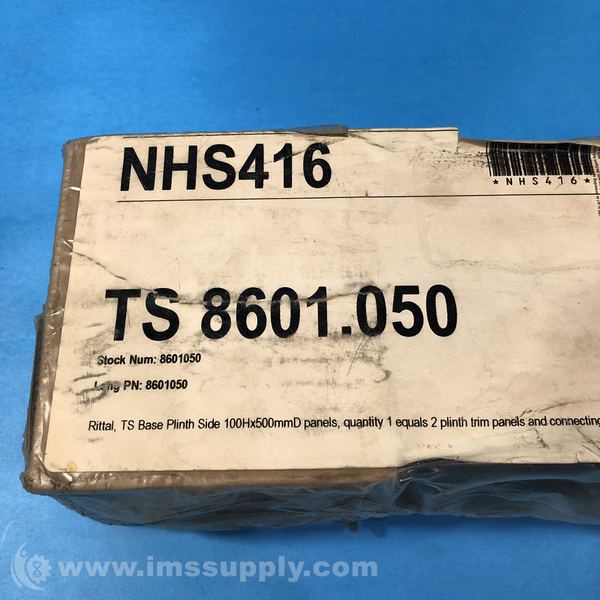 NHS416
*NHS416*
TS 8601.050
Stock Num: 8601050
Long PN: 8601050
Rittal, TS Base Plinth Side 100Hx500mmD panels, quantity 1 equals 2 plinth trim panels and connecting
www.imssupply.com